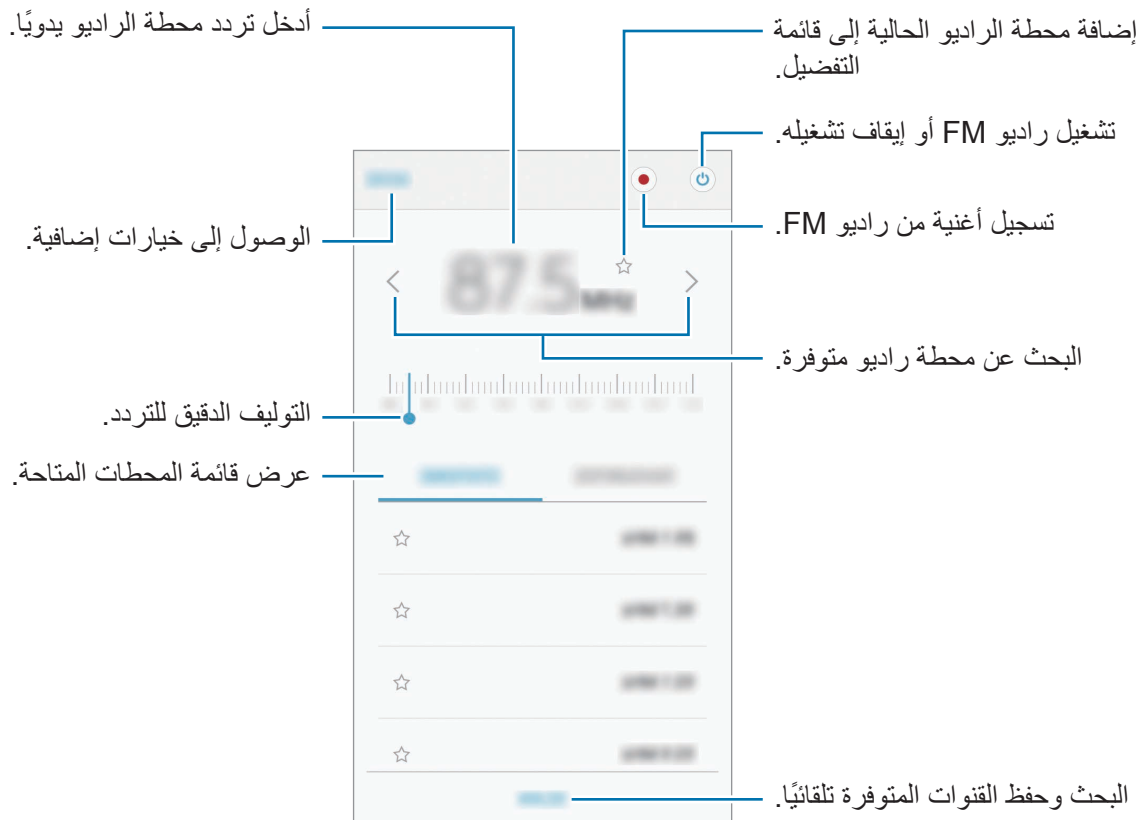 أدخل تردد محطة الراديو يدويًا.
إضافة محطة الراديو الحالية إلى قائمة
التفضيل.
تشغيل راديو FM أو إيقاف تشغيله.
تسجيل أغنية من راديو FM.
الوصول إلى خيارات إضافية.
87.5 MHz
البحث عن محطة راديو متوفرة.
التوليف الدقيق للتردد.
عرض قائمة المحطات المتاحة.
البحث وحفظ القنوات المتوفرة تلقائيًا.